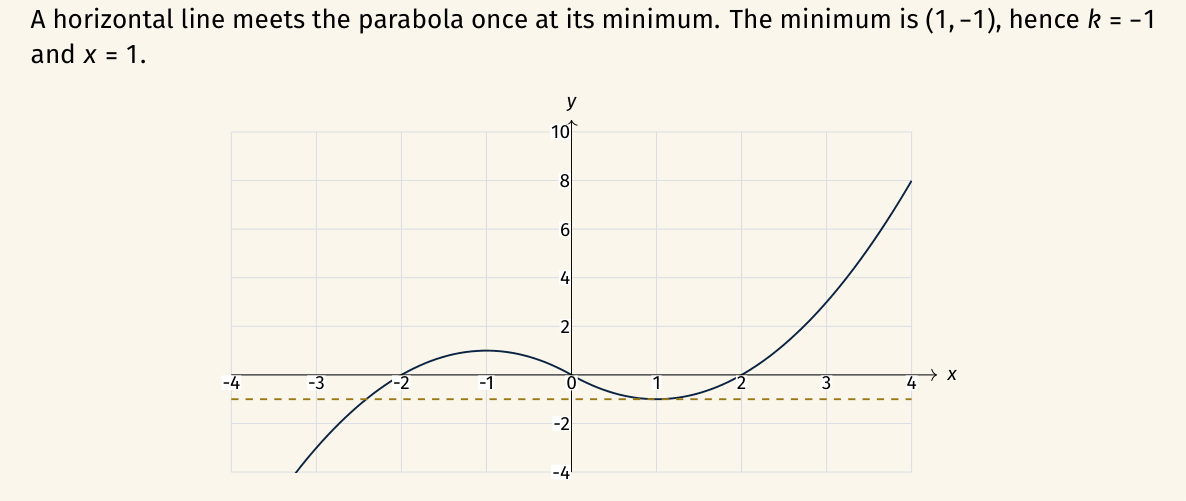 A horizontal line meets the parabola once at its minimum. The minimum is (1, −1), hence k = −1
and x = 1.
y
10
8
6
4
2
-4 -3 -2 -1 0 1 2 3 4 x
-2
-4